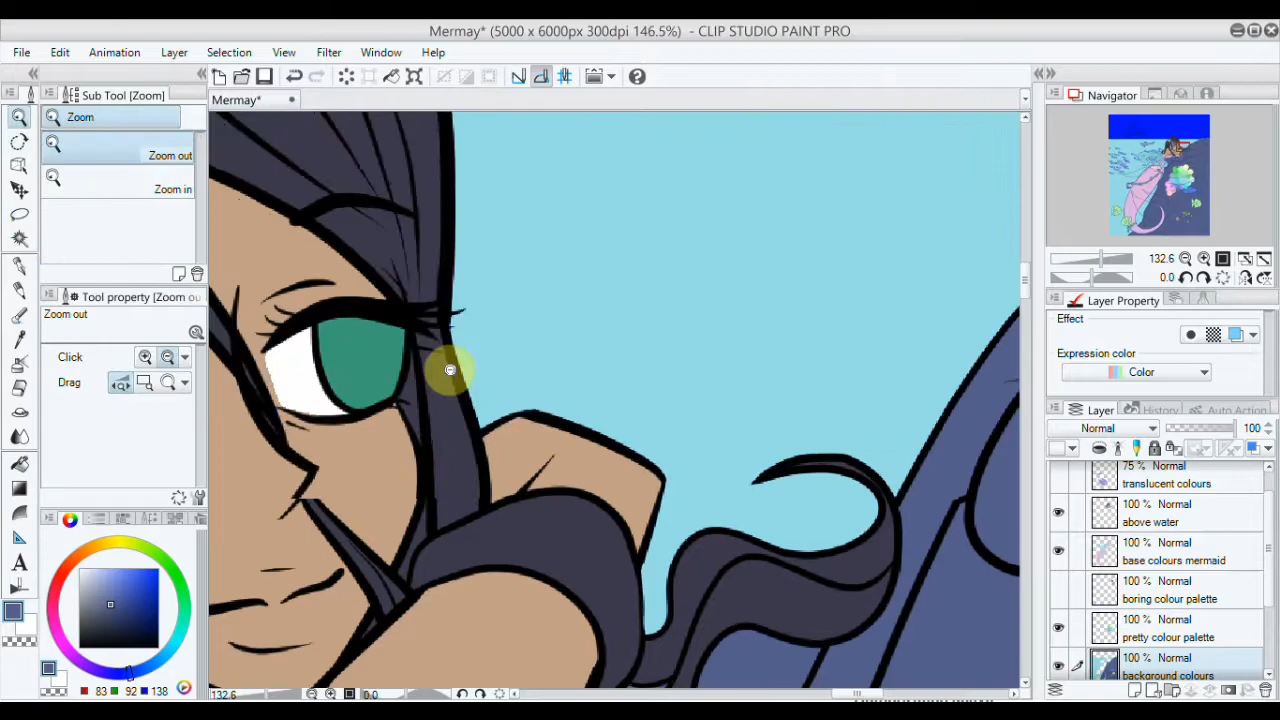 Mermay* (5000 x 6000px 300dpi 146.5%)  - CLIP STUDIO PAINT PRO
File Edit Animation Layer Selection View Filter Window Help
Sub Tool [Zoom]
Mermay*
Navigator
Zoom
Zoom out
Zoom in
132.6
0.0
Tool property [Zoom ou
Layer Property
Zoom out
Effect
Click
Expression color
Drag
Color
Layer History Auto Action
Normal 100
75 % Normal
translucent colours
100 % Normal
above water
100 % Normal
base colours mermaid
100 % Normal
boring colour palette
100 % Normal
pretty colour palette
100 % Normal
background colours
83 92 138
132.6 0.0